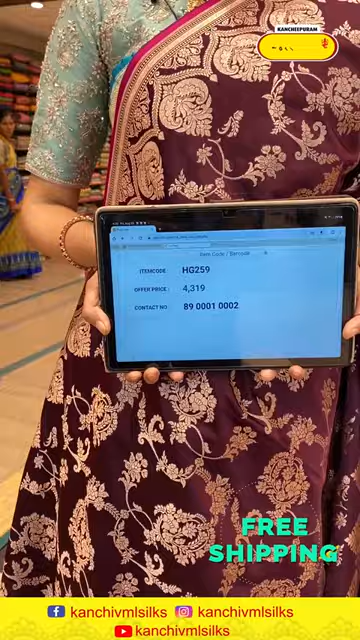 KANCHEEPURAM
Item Code / Barcode
ITEMCODE HG259
OFFER PRICE : 4,319
CONTACT NO 89 0001 0002
FREE
SHIPPING
kanchivmlsilks kanchivmlsilks
kanchivmlsilks